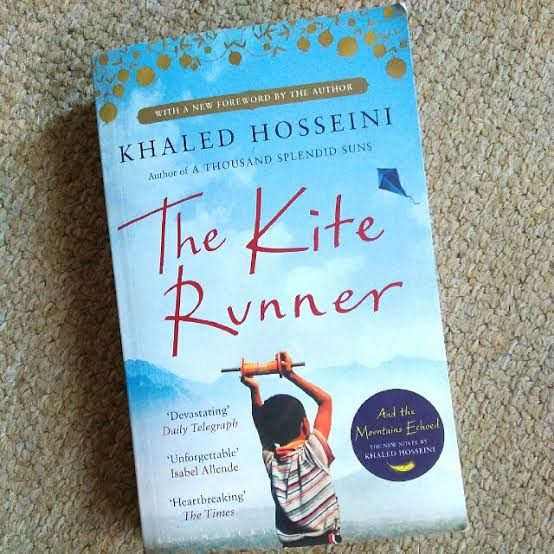 WITH A NEW FOREWORD BY THE AUTHOR
KHALED HOSSEINI
Author of A THOUSAND SPLENDID SUNS
The Kite
Runner
‘Devastating’
Daily Telegraph
‘Unforgettable’
Isabel Allende
‘Heartbreaking’
The Times
And the
Mountains Echoed
THE NEW NOVEL BY
KHALED HOSSEINI